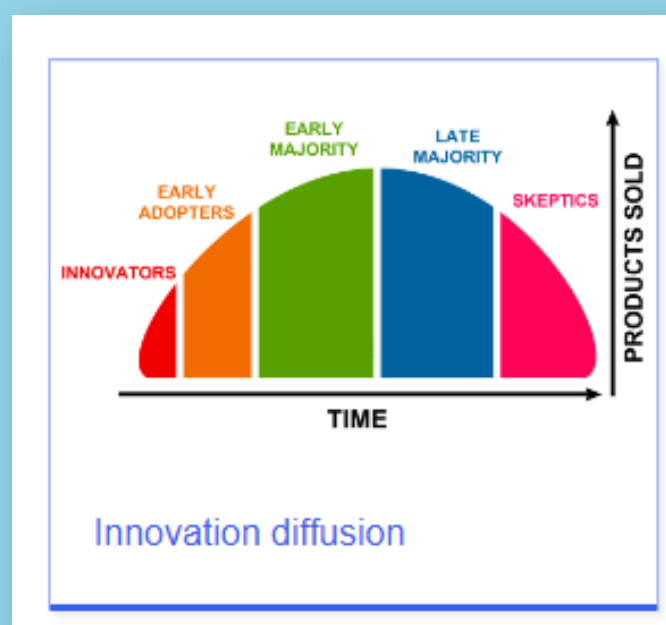 EARLY
MAJORITY
LATE
MAJORITY
EARLY
ADOPTERS
SKEPTICS
INNOVATORS
PRODUCTS SOLD
TIME
Innovation diffusion